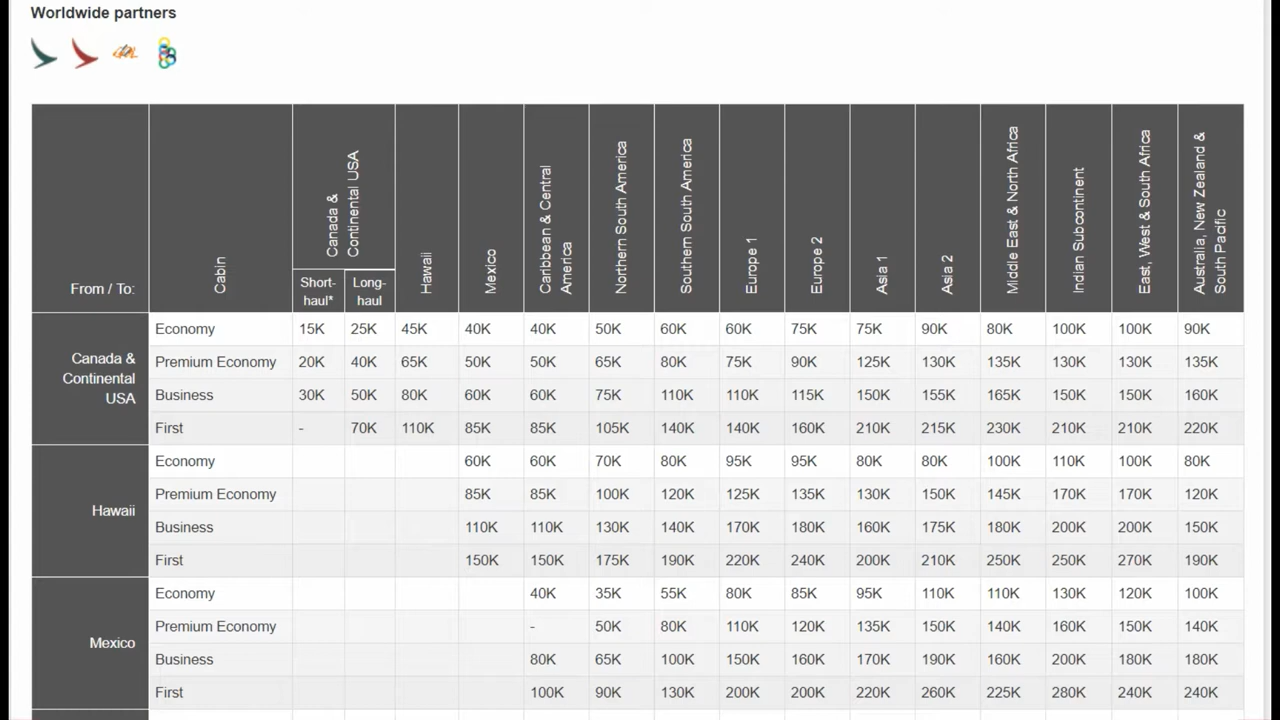 Worldwide partners
From / To:
Cabin
Canada &
Continental USA
Short-
haul*
Long-
haul
Hawaii
Mexico
Caribbean & Central
America
Northern South America
Southern South America
Europe 1
Europe 2
Asia 1
Asia 2
Middle East & North Africa
Indian Subcontinent
East, West & South Africa
Australia, New Zealand &
South Pacific
Canada &
Continental
USA
Economy 15K 25K 45K 40K 40K 50K 60K 60K 75K 75K 90K 80K 100K 100K 90K
Premium Economy 20K 40K 65K 50K 50K 65K 80K 75K 90K 125K 130K 135K 130K 130K 135K
Business 30K 50K 80K 60K 60K 75K 110K 110K 115K 150K 155K 165K 150K 150K 160K
First - 70K 110K 85K 85K 105K 140K 140K 160K 210K 215K 230K 210K 210K 220K
Hawaii
Economy 60K 60K 70K 80K 95K 95K 80K 80K 100K 110K 100K 80K
Premium Economy 85K 85K 100K 120K 125K 135K 130K 150K 145K 170K 170K 120K
Business 110K 110K 130K 140K 170K 180K 160K 175K 180K 200K 200K 150K
First 150K 150K 175K 190K 220K 240K 200K 210K 250K 250K 270K 190K
Mexico
Economy 40K 35K 55K 80K 85K 95K 110K 110K 130K 120K 100K
Premium Economy - 50K 80K 110K 120K 135K 150K 140K 160K 150K 140K
Business 80K 65K 100K 150K 160K 170K 190K 160K 200K 180K 180K
First 100K 90K 130K 200K 200K 220K 260K 225K 280K 240K 240K